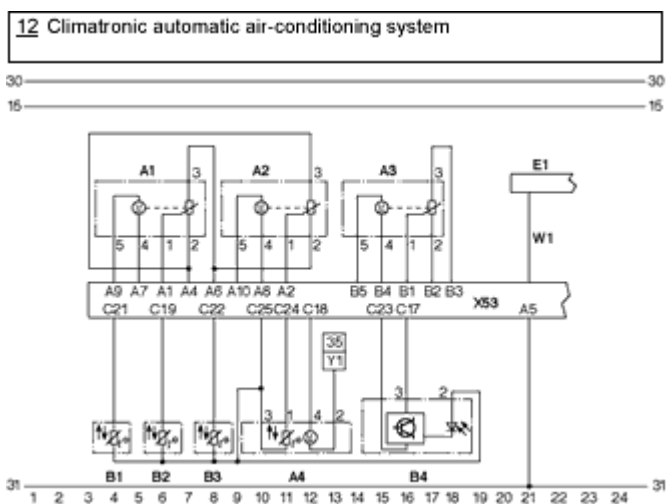 12 Climatronic automatic air-conditioning system
30 30
15 15
A1 3 A2 3 A3 3 E1
5 4 1 2 5 4 1 2 5 4 1 2 W1
A9 A7 A1 A4 A6 A10 A8 A2 B5 B4 B1 B2 B3 X53
C21 C19 C22 C25 C24 C18 C23 C17 A5
35
Y1
3 1 4 2 3 2
B1 B2 B3 A4 B4
31 31
1 2 3 4 5 6 7 8 9 10 11 12 13 14 15 16 17 18 19 20 21 22 23 24